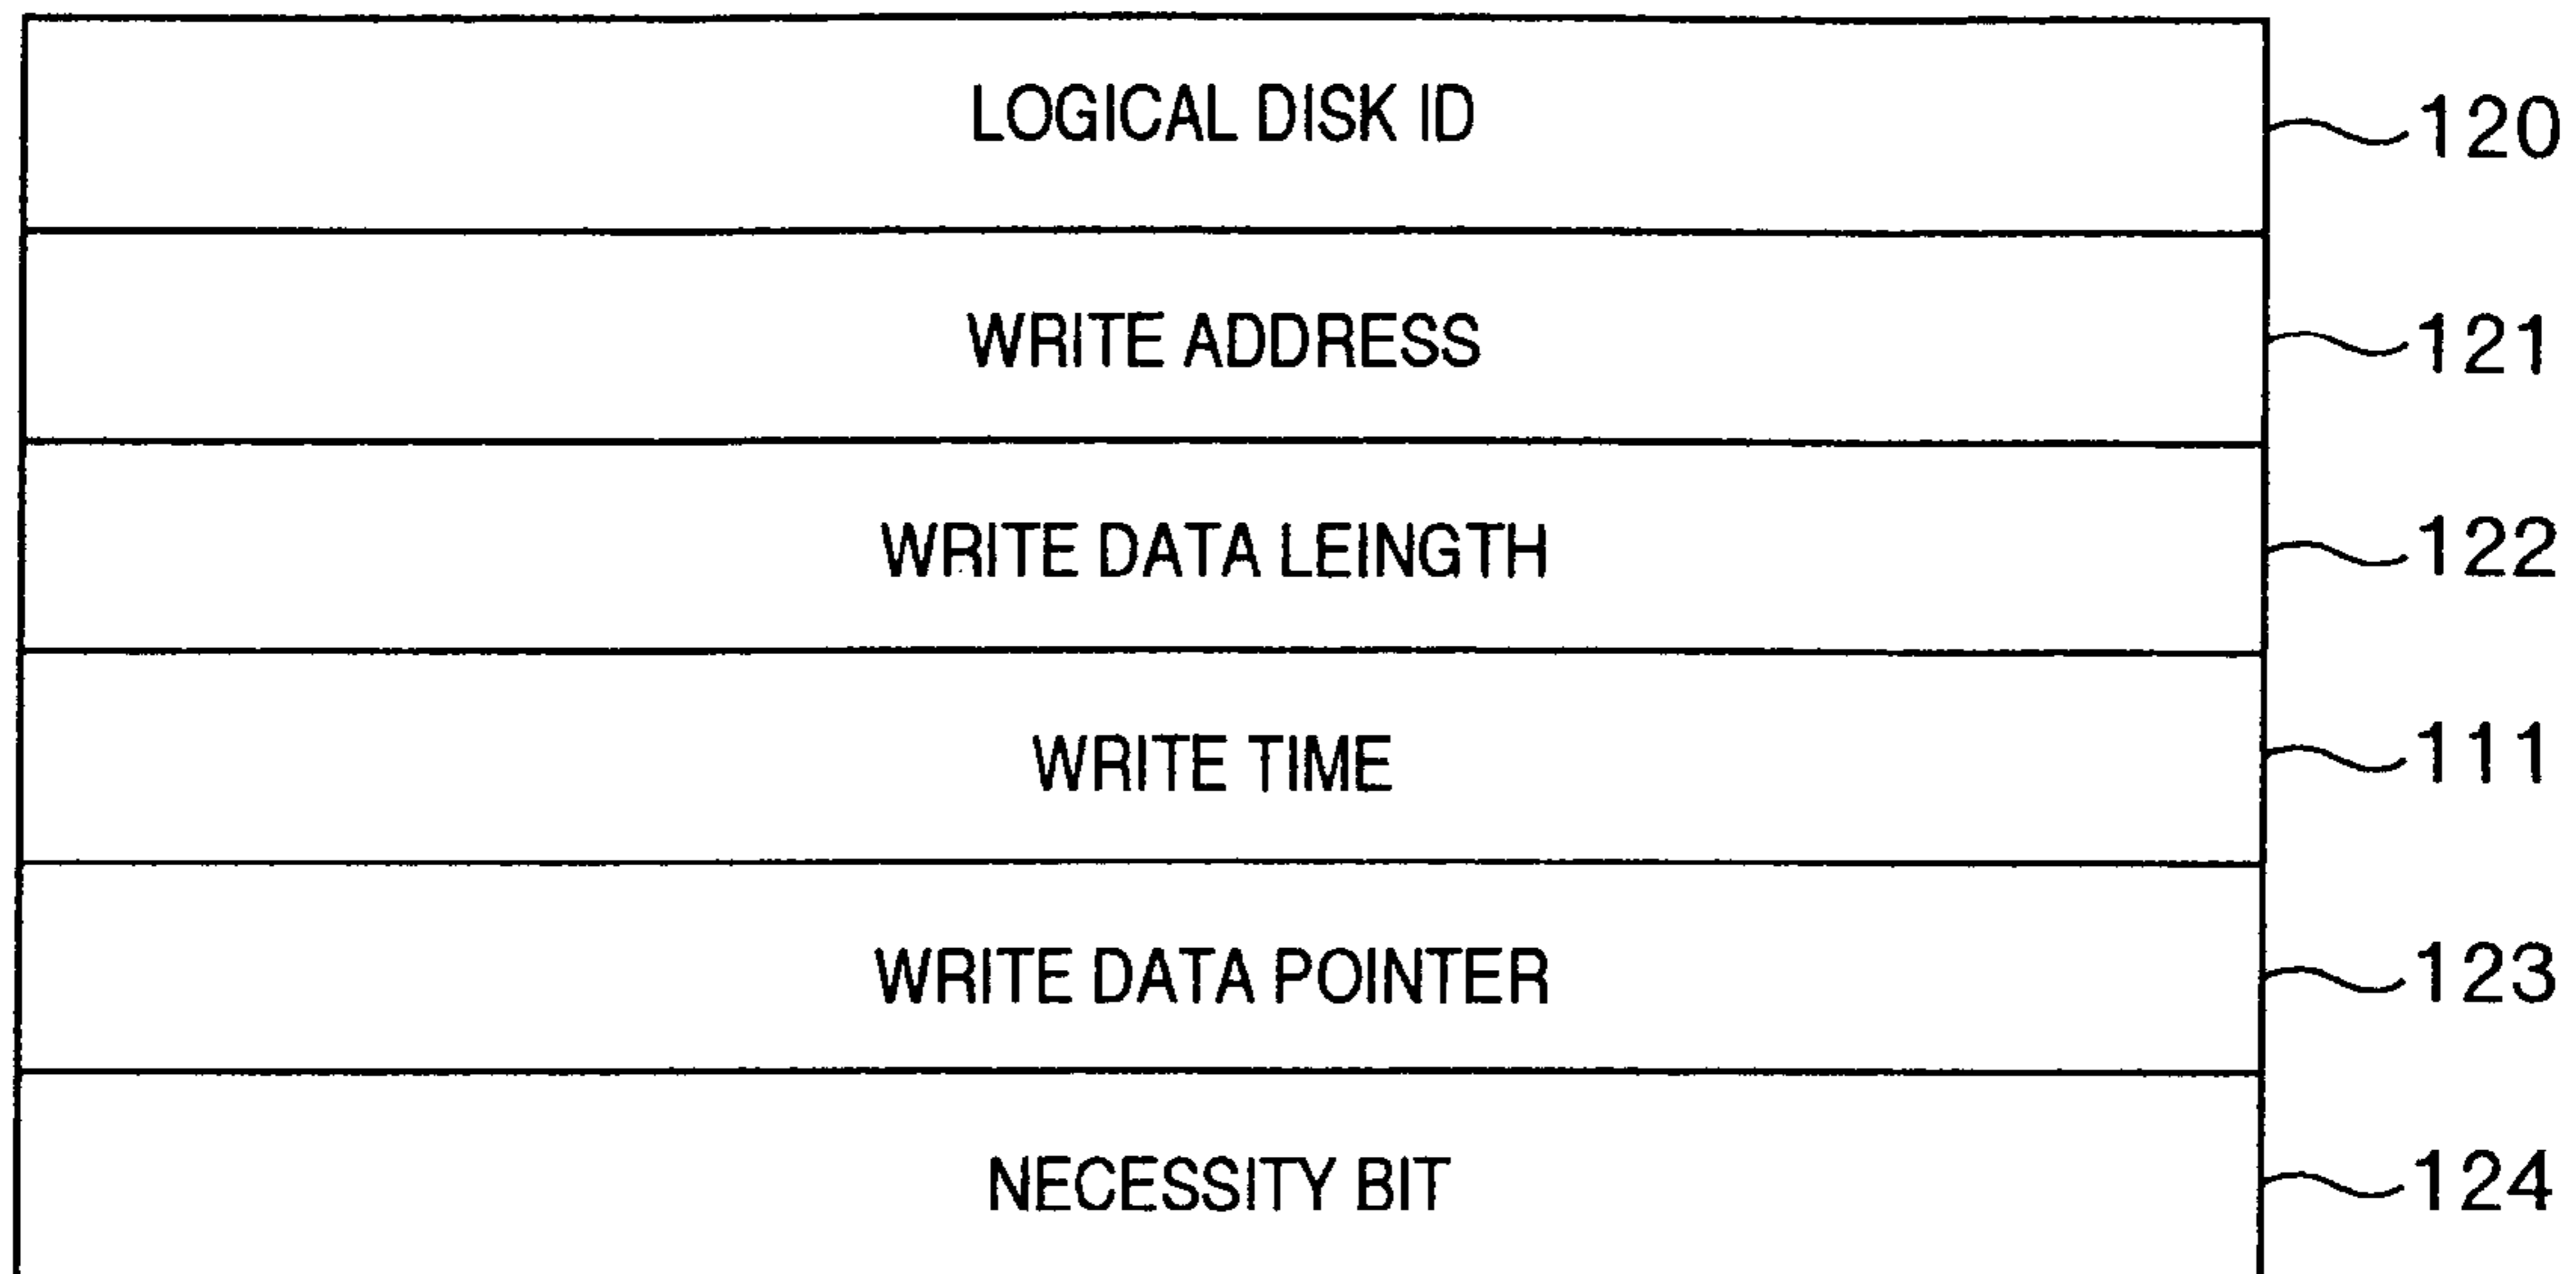 LOGICAL DISK ID 120
WRITE ADDRESS 121
WRITE DATA LEINGTH 122
WRITE TIME 111
WRITE DATA POINTER 123
NECESSITY BIT 124